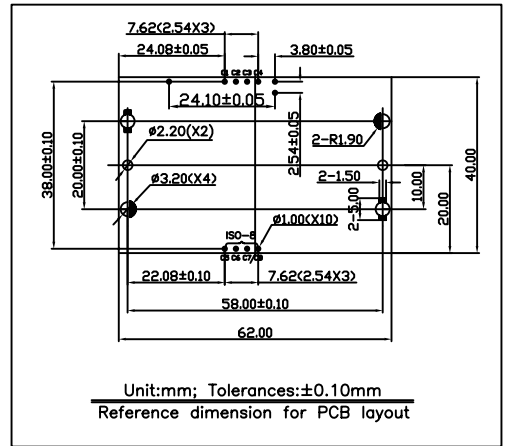 7.62(2.54X3)
24.08±0.05
3.80±0.05
C1 C2 C3 C4
24.10±0.05
2.54±0.05
38.00±0.10
20.00±0.10
ø2.20(X2)
2-R1.90
2-1.50
ø3.20(X4)
2-5.00
10.00
20.00
40.00
ISO-8
ø1.00(X10)
C5 C6 C7 C8
22.08±0.10
7.62(2.54X3)
58.00±0.10
62.00
Unit:mm; Tolerances:±0.10mm
Reference dimension for PCB layout